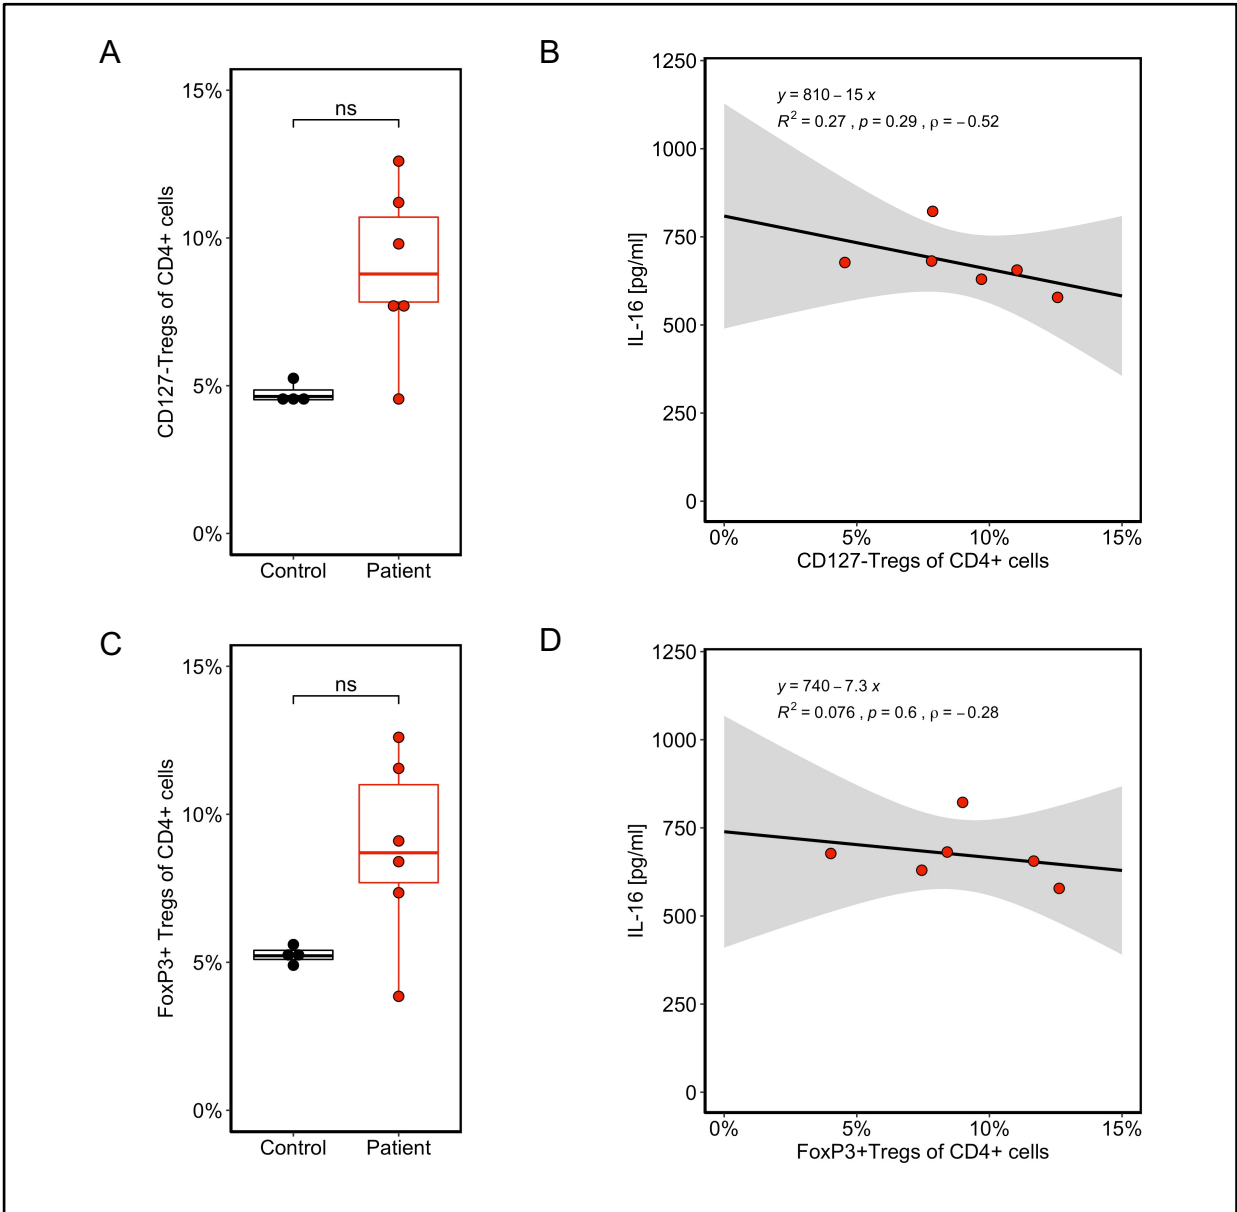 A
15%
10%
5%
0%
CD127-Tregs of CD4+ cells
ns
Control Patient
B
1250
1000
750
500
250
0
IL-16 [pg/ml]
y = 810 – 15 x
R² = 0.27 , p = 0.29 , ρ = – 0.52
0% 5% 10% 15%
CD127-Tregs of CD4+ cells
C
15%
10%
5%
0%
FoxP3+ Tregs of CD4+ cells
ns
Control Patient
D
1250
1000
750
500
250
0
IL-16 [pg/ml]
y = 740 – 7.3 x
R² = 0.076 , p = 0.6 , ρ = – 0.28
0% 5% 10% 15%
FoxP3+Tregs of CD4+ cells